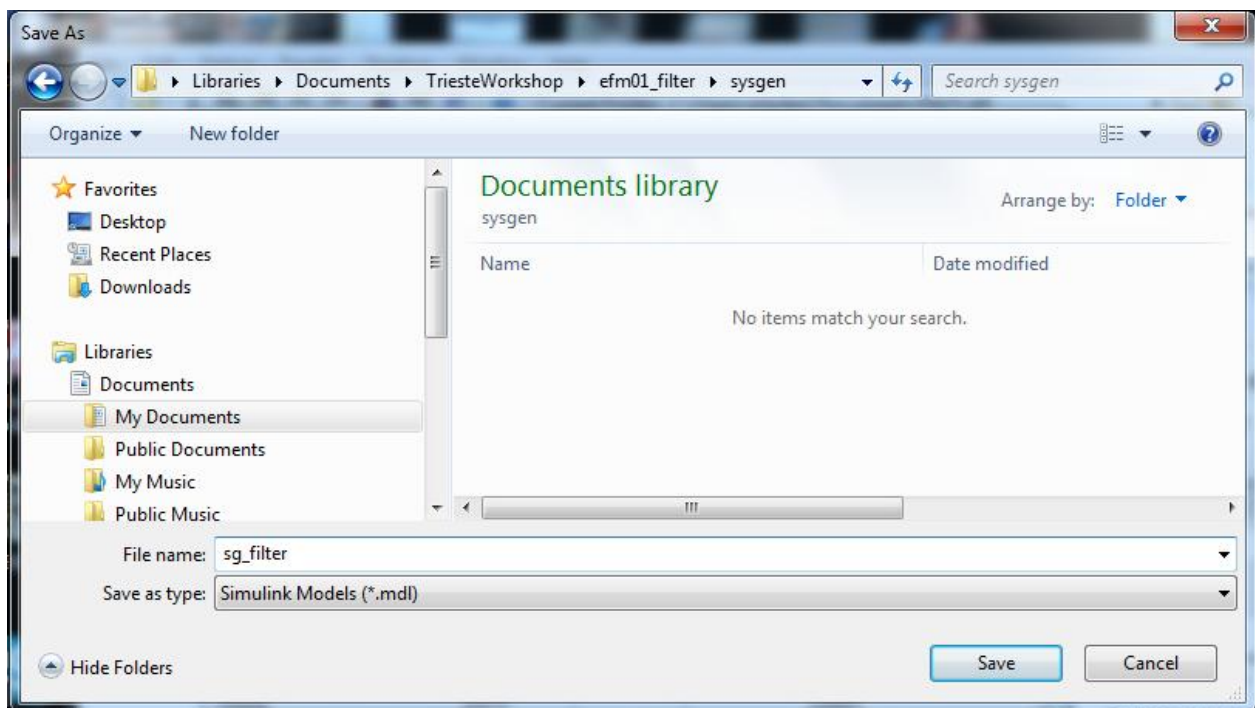 Save As
Libraries Documents TriesteWorkshop efm01_filter sysgen Search sysgen
Organize New folder
Favorites
Desktop
Recent Places
Downloads
Libraries
Documents
My Documents
Public Documents
My Music
Public Music
Documents library
sysgen
Arrange by: Folder
Name Date modified
No items match your search.
File name: sg_filter
Save as type: Simulink Models (*.mdl)
Hide Folders Save Cancel